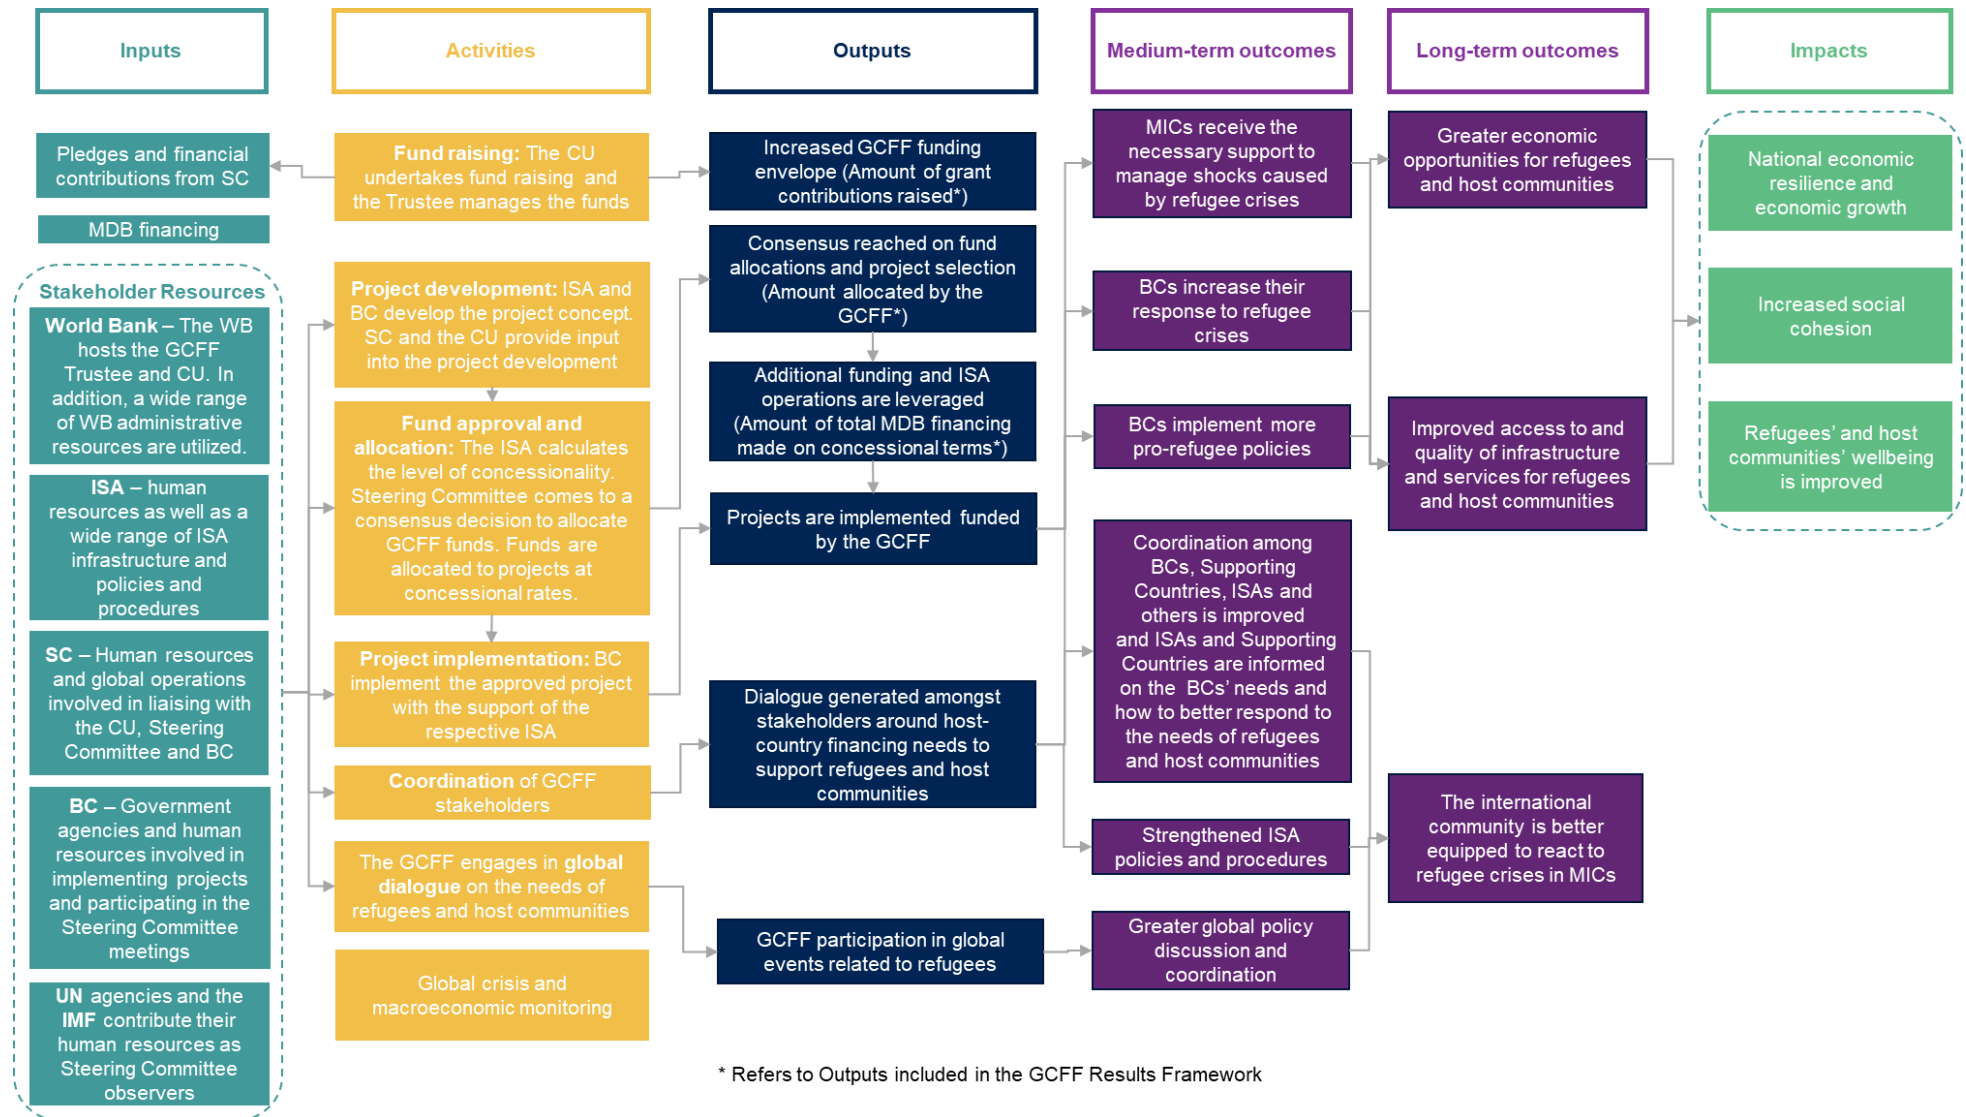 Inputs
Activities
Outputs
Medium-term outcomes
Long-term outcomes
Impacts
Pledges and financial
contributions from SC
MDB financing
Stakeholder Resources
World Bank – The WB
hosts the GCFF
Trustee and CU. In
addition, a wide range
of WB administrative
resources are utilized.
ISA – human
resources as well as a
wide range of ISA
infrastructure and
policies and
procedures
SC – Human resources
and global operations
involved in liaising with
the CU, Steering
Committee and BC
BC – Government
agencies and human
resources involved in
implementing projects
and participating in the
Steering Committee
meetings
UN agencies and the
IMF contribute their
human resources as
Steering Committee
observers
Fund raising: The CU
undertakes fund raising and
the Trustee manages the funds
Project development: ISA and
BC develop the project concept.
SC and the CU provide input
into the project development
Fund approval and
allocation: The ISA calculates
the level of concessionality.
Steering Committee comes to a
consensus decision to allocate
GCFF funds. Funds are
allocated to projects at
concessional rates.
Project implementation: BC
implement the approved project
with the support of the
respective ISA
Coordination of GCFF
stakeholders
The GCFF engages in global
dialogue on the needs of
refugees and host communities
Global crisis and
macroeconomic monitoring
Increased GCFF funding
envelope (Amount of grant
contributions raised*)
Consensus reached on fund
allocations and project selection
(Amount allocated by the
GCFF*)
Additional funding and ISA
operations are leveraged
(Amount of total MDB financing
made on concessional terms*)
Projects are implemented funded
by the GCFF
Dialogue generated amongst
stakeholders around host-
country financing needs to
support refugees and host
communities
GCFF participation in global
events related to refugees
MICs receive the
necessary support to
manage shocks caused
by refugee crises
BCs increase their
response to refugee
crises
BCs implement more
pro-refugee policies
Coordination among
BCs, Supporting
Countries, ISAs and
others is improved
and ISAs and Supporting
Countries are informed
on the BCs' needs and
how to better respond to
the needs of refugees
and host communities
Strengthened ISA
policies and procedures
Greater global policy
discussion and
coordination
Greater economic
opportunities for refugees
and host communities
Improved access to and
quality of infrastructure
and services for refugees
and host communities
The international
community is better
equipped to react to
refugee crises in MICs
National economic
resilience and
economic growth
Increased social
cohesion
Refugees' and host
communities' wellbeing
is improved
* Refers to Outputs included in the GCFF Results Framework